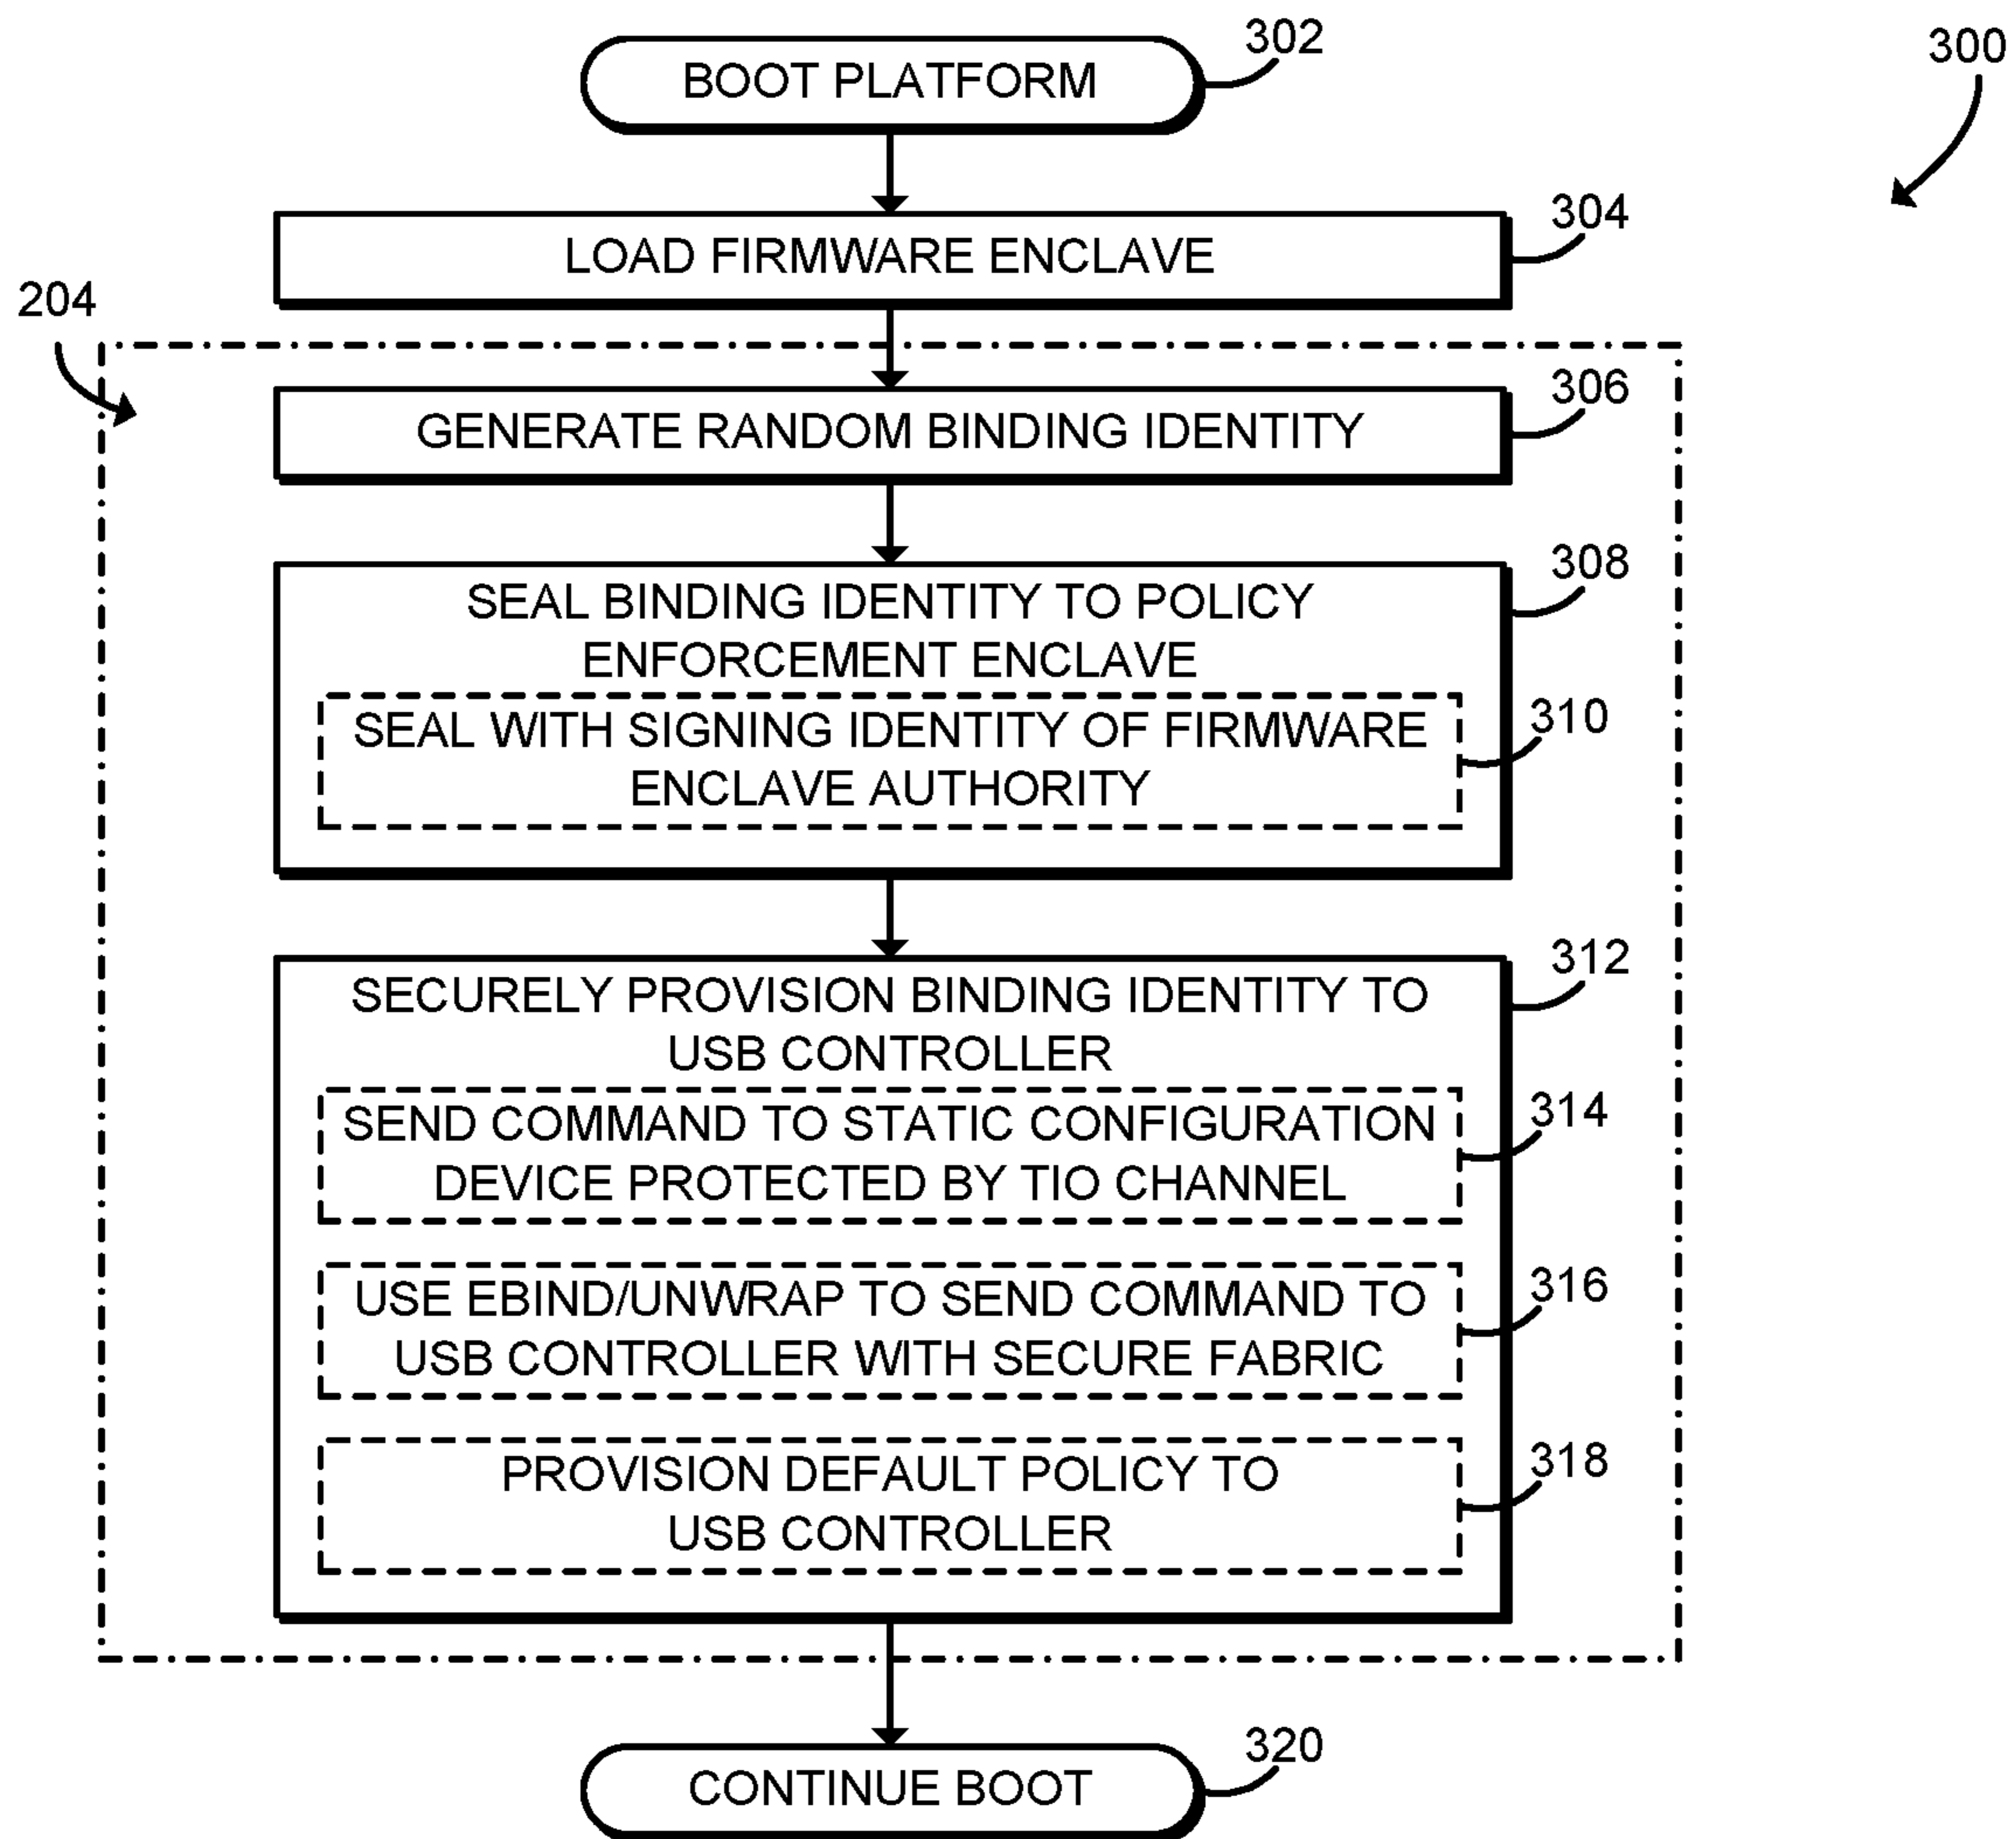 302
BOOT PLATFORM
300
304
LOAD FIRMWARE ENCLAVE
204
306
GENERATE RANDOM BINDING IDENTITY
308
SEAL BINDING IDENTITY TO POLICY
ENFORCEMENT ENCLAVE
310
SEAL WITH SIGNING IDENTITY OF FIRMWARE
ENCLAVE AUTHORITY
312
SECURELY PROVISION BINDING IDENTITY TO
USB CONTROLLER
314
SEND COMMAND TO STATIC CONFIGURATION
DEVICE PROTECTED BY TIO CHANNEL
316
USE EBIND/UNWRAP TO SEND COMMAND TO
USB CONTROLLER WITH SECURE FABRIC
318
PROVISION DEFAULT POLICY TO
USB CONTROLLER
320
CONTINUE BOOT